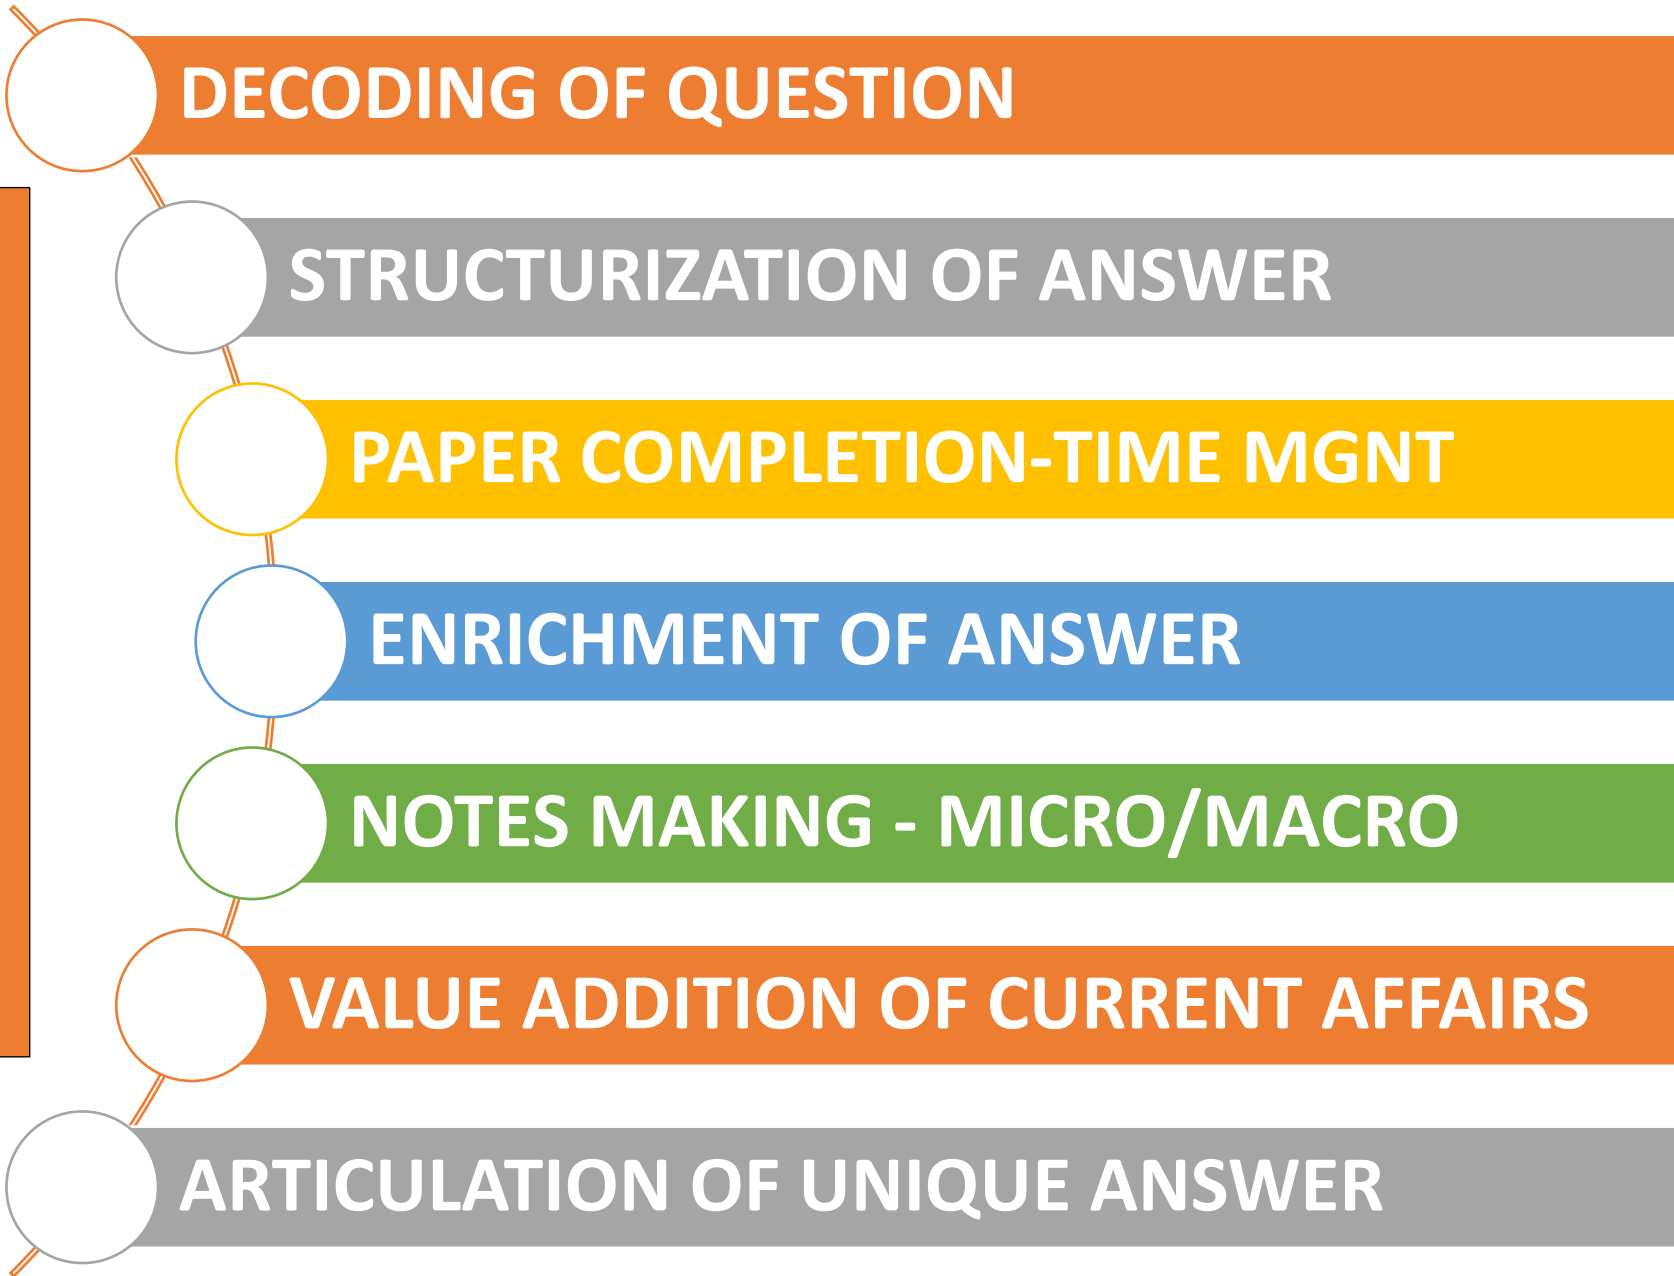 DECODING OF QUESTION
STRUCTURIZATION OF ANSWER
PAPER COMPLETION-TIME MGNT
ENRICHMENT OF ANSWER
NOTES MAKING - MICRO/MACRO
VALUE ADDITION OF CURRENT AFFAIRS
ARTICULATION OF UNIQUE ANSWER